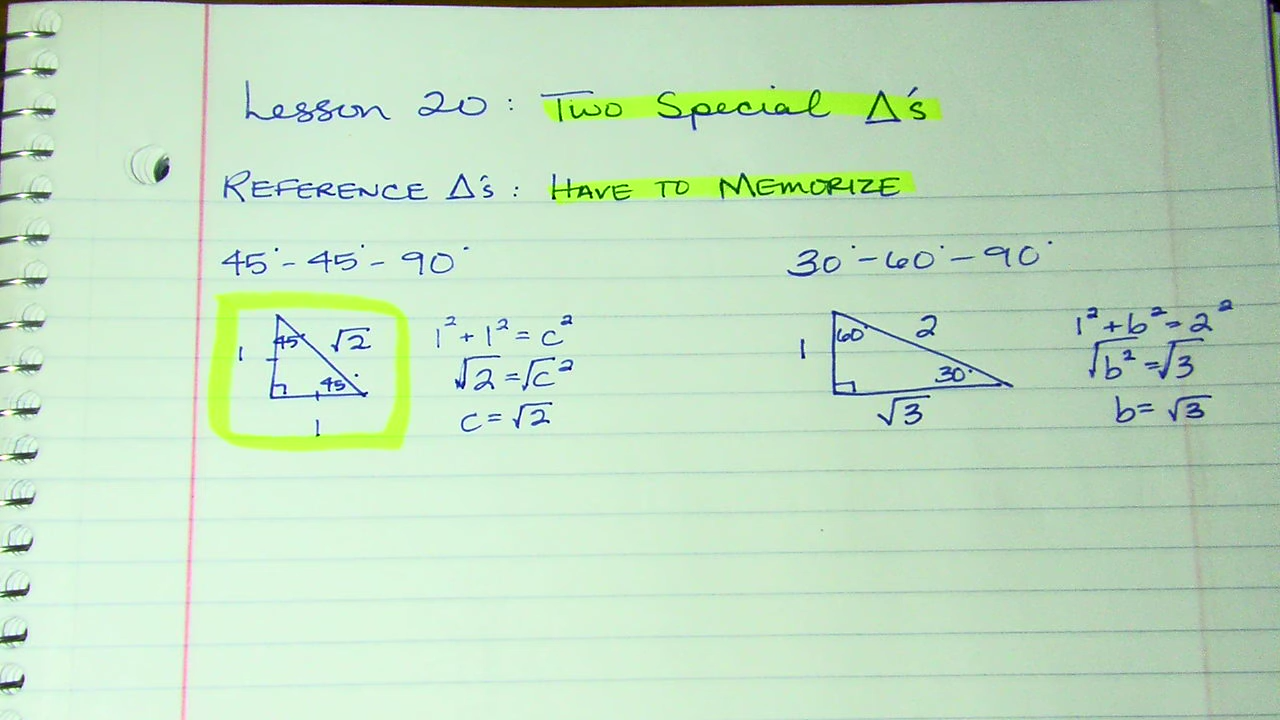 Lesson 20: Two Special Δ's
REFERENCE Δ's: HAVE TO MEMORIZE
45° - 45° - 90°
45°
√2
1
45°
1
1² + 1² = c²
√2 = √c²
c = √2
30° - 60° - 90°
60°
2
1
30°
√3
1² + b² = 2²
√b² = √3
b = √3